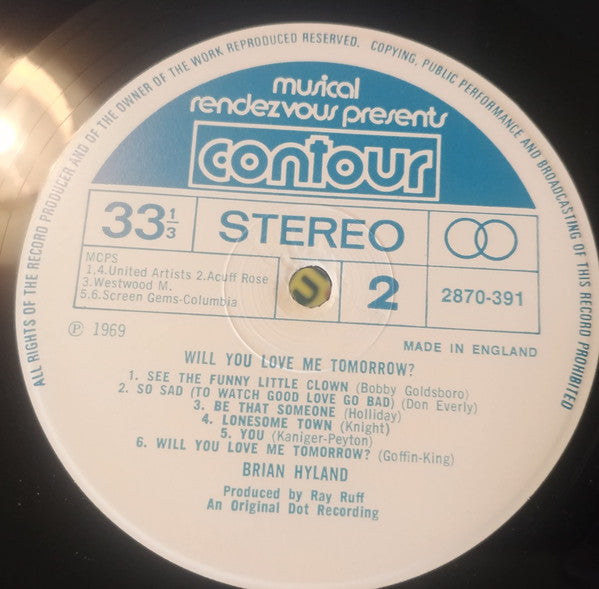 ALL RIGHTS OF THE RECORD PRODUCER AND OF THE OWNER OF THE WORK REPRODUCED RESERVED. COPYING, PUBLIC PERFORMANCE AND BROADCASTING OF THIS RECORD PROHIBITED
musical
rendezvous presents
contour
33 1/3
STEREO
MCPS
1,4.United Artists 2.Acuff Rose
3.Westwood M.
5.6.Screen Gems-Columbia
2
2870-391
℗ 1969
MADE IN ENGLAND
WILL YOU LOVE ME TOMORROW?
1. SEE THE FUNNY LITTLE CLOWN (Bobby Goldsboro)
2. SO SAD (TO WATCH GOOD LOVE GO BAD) (Don Everly)
3. BE THAT SOMEONE (Holliday)
4. LONESOME TOWN (Knight)
5. YOU (Kaniger-Peyton)
6. WILL YOU LOVE ME TOMORROW? (Goffin-King)
BRIAN HYLAND
Produced by Ray Ruff
An Original Dot Recording